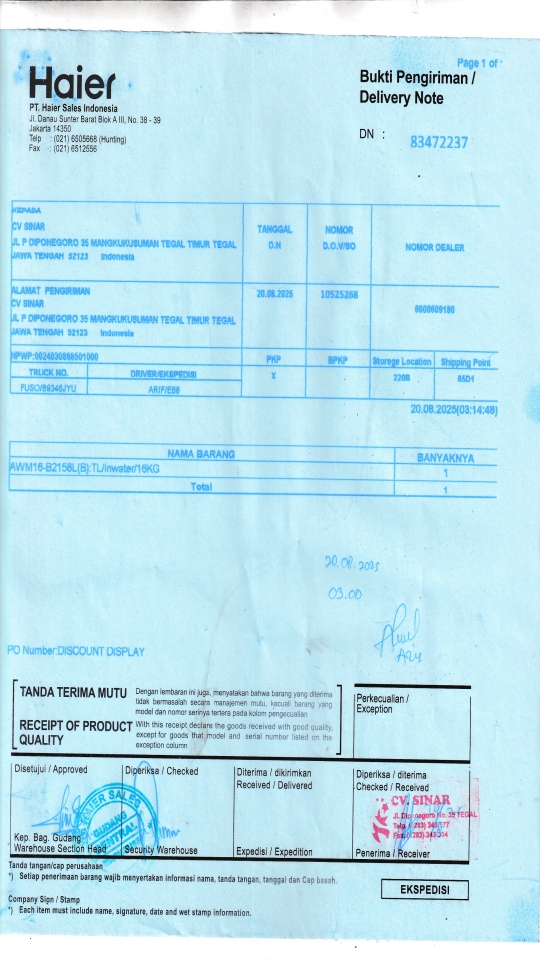 Page 1 of
Haier
Bukti Pengiriman /
Delivery Note
PT. Haier Sales Indonesia
Jl. Danau Sunter Barat Blok A III, No. 38 - 39
Jakarta 14350
Telp : (021) 6505668 (Hunting)
Fax : (021) 6512556
DN : 83472237
KEPADA
CV SINAR
JL P DIPONEGORO 35 MANGKUKUSUMAN TEGAL TIMUR TEGAL
JAWA TENGAH 52123 Indonesia
TANGGAL
D.N
NOMOR
D.O.V/SO
NOMOR DEALER
ALAMAT PENGIRIMAN
CV SINAR
JL P DIPONEGORO 35 MANGKUKUSUMAN TEGAL TIMUR TEGAL
JAWA TENGAH 52123 Indonesia
20.08.2025
10525258
NPWP:
PKP
BPKP
Storege Location
Shipping Point
TRUCK NO.
DRIVER/EKSPEDISI
X
220B
65D1
ARIF/E88
20.08.2025(03:14:48)
NAMA BARANG
BANYAKNYA
AWM16-B2158L(B):TL/inwater/16KG
1
Total
1
20.08.2025
03.00
PO Number:DISCOUNT DISPLAY
TANDA TERIMA MUTU
Dengan lembaran ini juga, menyatakan bahwa barang yang diterima
tidak bermasalah secara manajemen mutu, kecuali barang yang
model dan nomor serinya tertera pada kolom pengecualian
RECEIPT OF PRODUCT
QUALITY
With this receipt declare the goods received with good quality,
except for goods that model and serial number listed on the
exception column
Perkecualian /
Exception
Disetujui / Approved
Diperiksa / Checked
Diterima / dikirimkan
Received / Delivered
Diperiksa / diterima
Checked / Received
HAIER SALES
GUDANG
CENTRAL
CV. SINAR
Jl. Diponegoro No. 35 TEGAL
Kep. Bag. Gudang
Warehouse Section Head
Security Warehouse
Expedisi / Expedition
Penerima / Receiver
Tanda tangan/cap perusahaan
*) Setiap penerimaan barang wajib menyertakan informasi nama, tanda tangan, tanggal dan Cap basah.
EKSPEDISI
Company Sign / Stamp
*) Each item must include name, signature, date and wet stamp information.